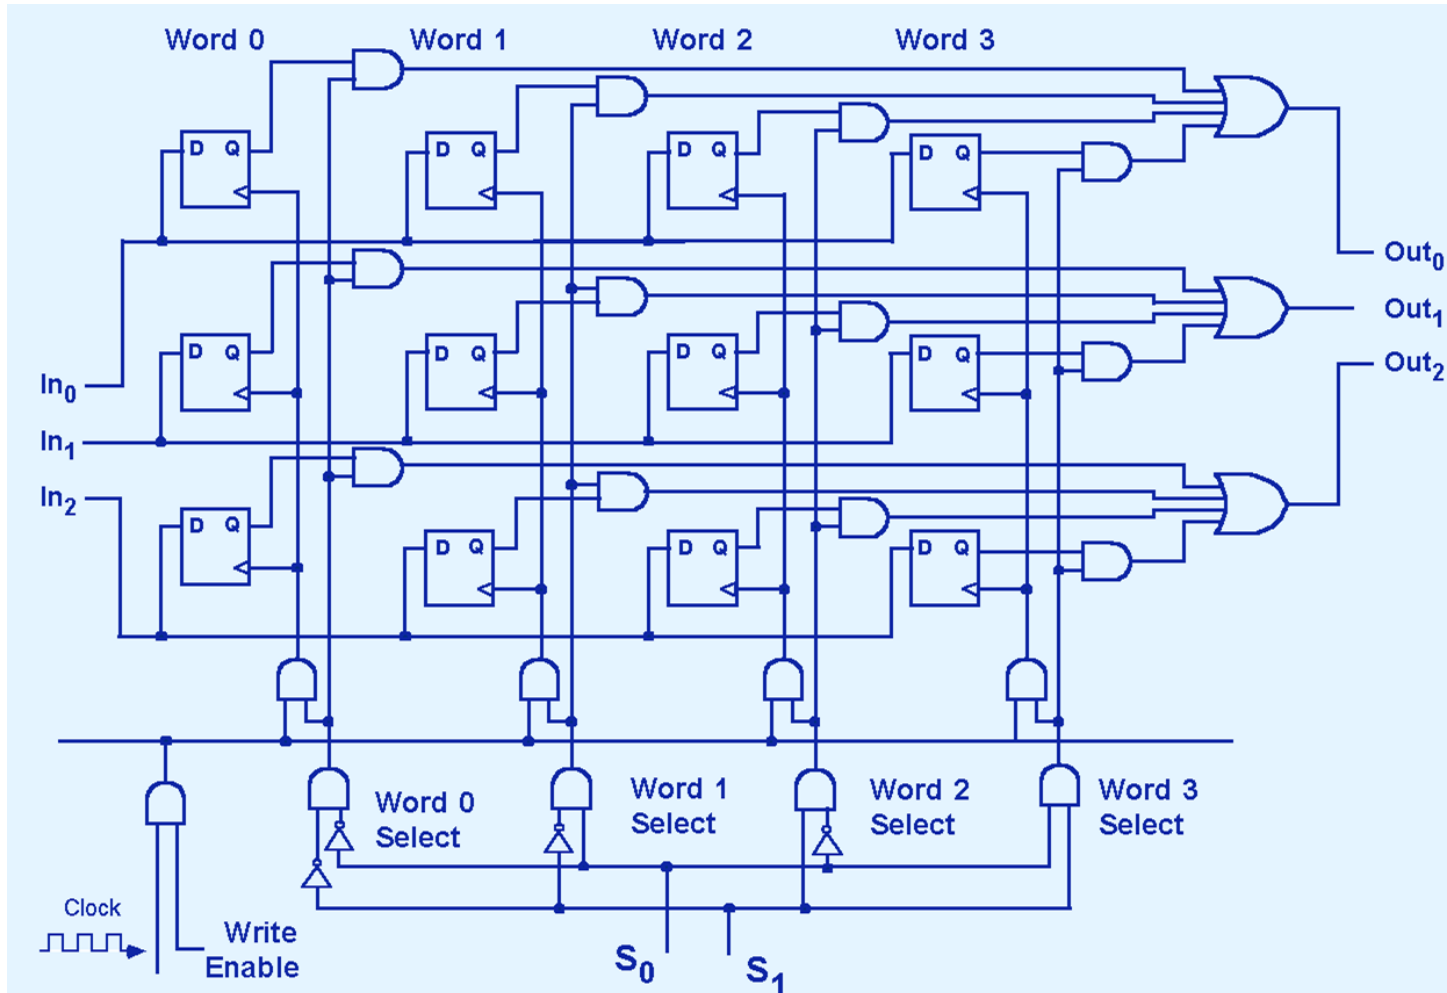 Word 0 Word 1 Word 2 Word 3
D Q D Q D Q D Q
Out0
Out1
D Q D Q D Q D Q
Out2
In0
In1
In2
D Q D Q D Q D Q
Word 0 Select
Word 1 Select
Word 2 Select
Word 3 Select
Clock
Write Enable
S0 S1